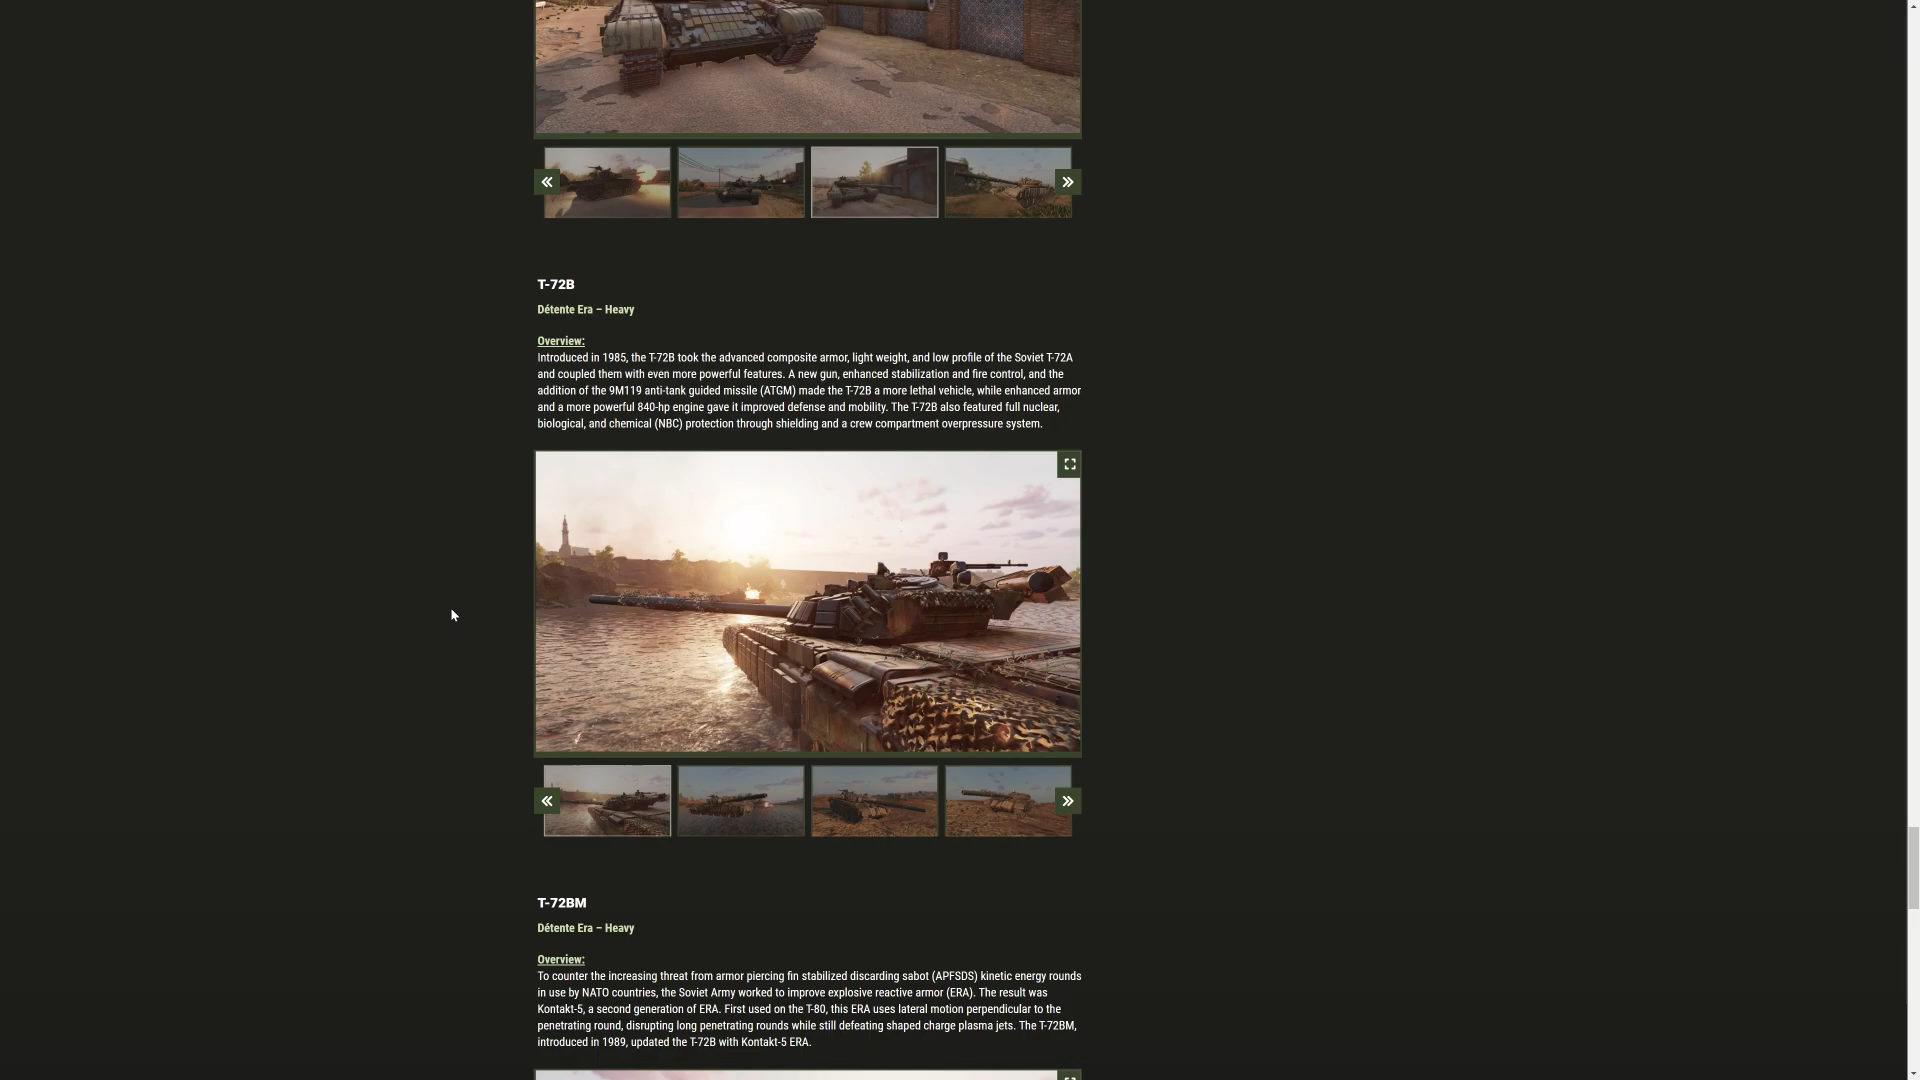 T-72B
Détente Era – Heavy
Overview:
Introduced in 1985, the T-72B took the advanced composite armor, light weight, and low profile of the Soviet T-72A
and coupled them with even more powerful features. A new gun, enhanced stabilization and fire control, and the
addition of the 9M119 anti-tank guided missile (ATGM) made the T-72B a more lethal vehicle, while enhanced armor
and a more powerful 840-hp engine gave it improved defense and mobility. The T-72B also featured full nuclear,
biological, and chemical (NBC) protection through shielding and a crew compartment overpressure system.
T-72BM
Détente Era – Heavy
Overview:
To counter the increasing threat from armor piercing fin stabilized discarding sabot (APFSDS) kinetic energy rounds
in use by NATO countries, the Soviet Army worked to improve explosive reactive armor (ERA). The result was
Kontakt-5, a second generation of ERA. First used on the T-80, this ERA uses lateral motion perpendicular to the
penetrating round, disrupting long penetrating rounds while still defeating shaped charge plasma jets. The T-72BM,
introduced in 1989, updated the T-72B with Kontakt-5 ERA.